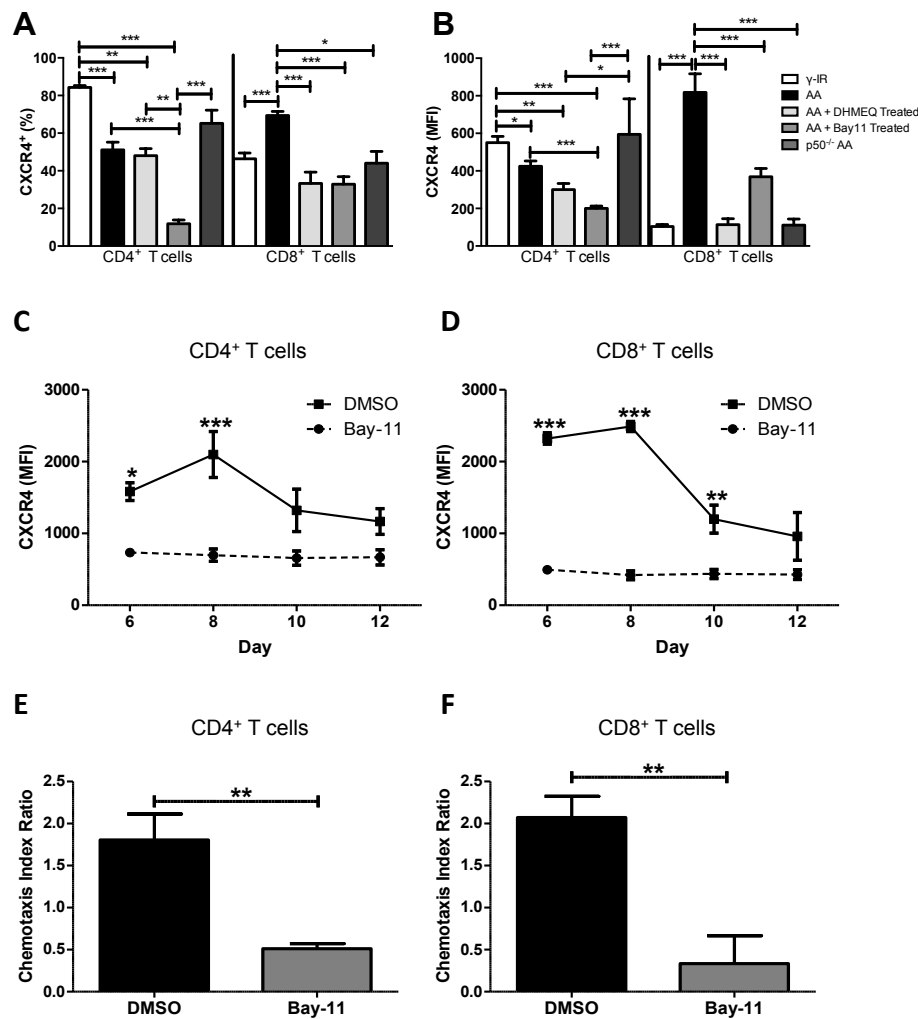 A
B
***
**
***
***
**
***
***
*
***
***
***
CXCR4⁺ (%)
100
80
60
40
20
0
CD4⁺ T cells
CD8⁺ T cells
***
*
***
**
*
***
***
***
***
***
CXCR4 (MFI)
1000
800
600
400
200
0
CD4⁺ T cells
CD8⁺ T cells
γ-IR
AA
AA + DHMEQ Treated
AA + Bay11 Treated
p50⁻/⁻ AA
C
CD4⁺ T cells
CXCR4 (MFI)
3000
2000
1000
0
*
***
DMSO
Bay-11
6 8 10 12
Day
D
CD8⁺ T cells
CXCR4 (MFI)
3000
2000
1000
0
***
***
**
DMSO
Bay-11
6 8 10 12
Day
E
CD4⁺ T cells
Chemotaxis Index Ratio
2.5
2.0
1.5
1.0
0.5
0.0
**
DMSO Bay-11
F
CD8⁺ T cells
Chemotaxis Index Ratio
2.5
2.0
1.5
1.0
0.5
0.0
**
DMSO Bay-11